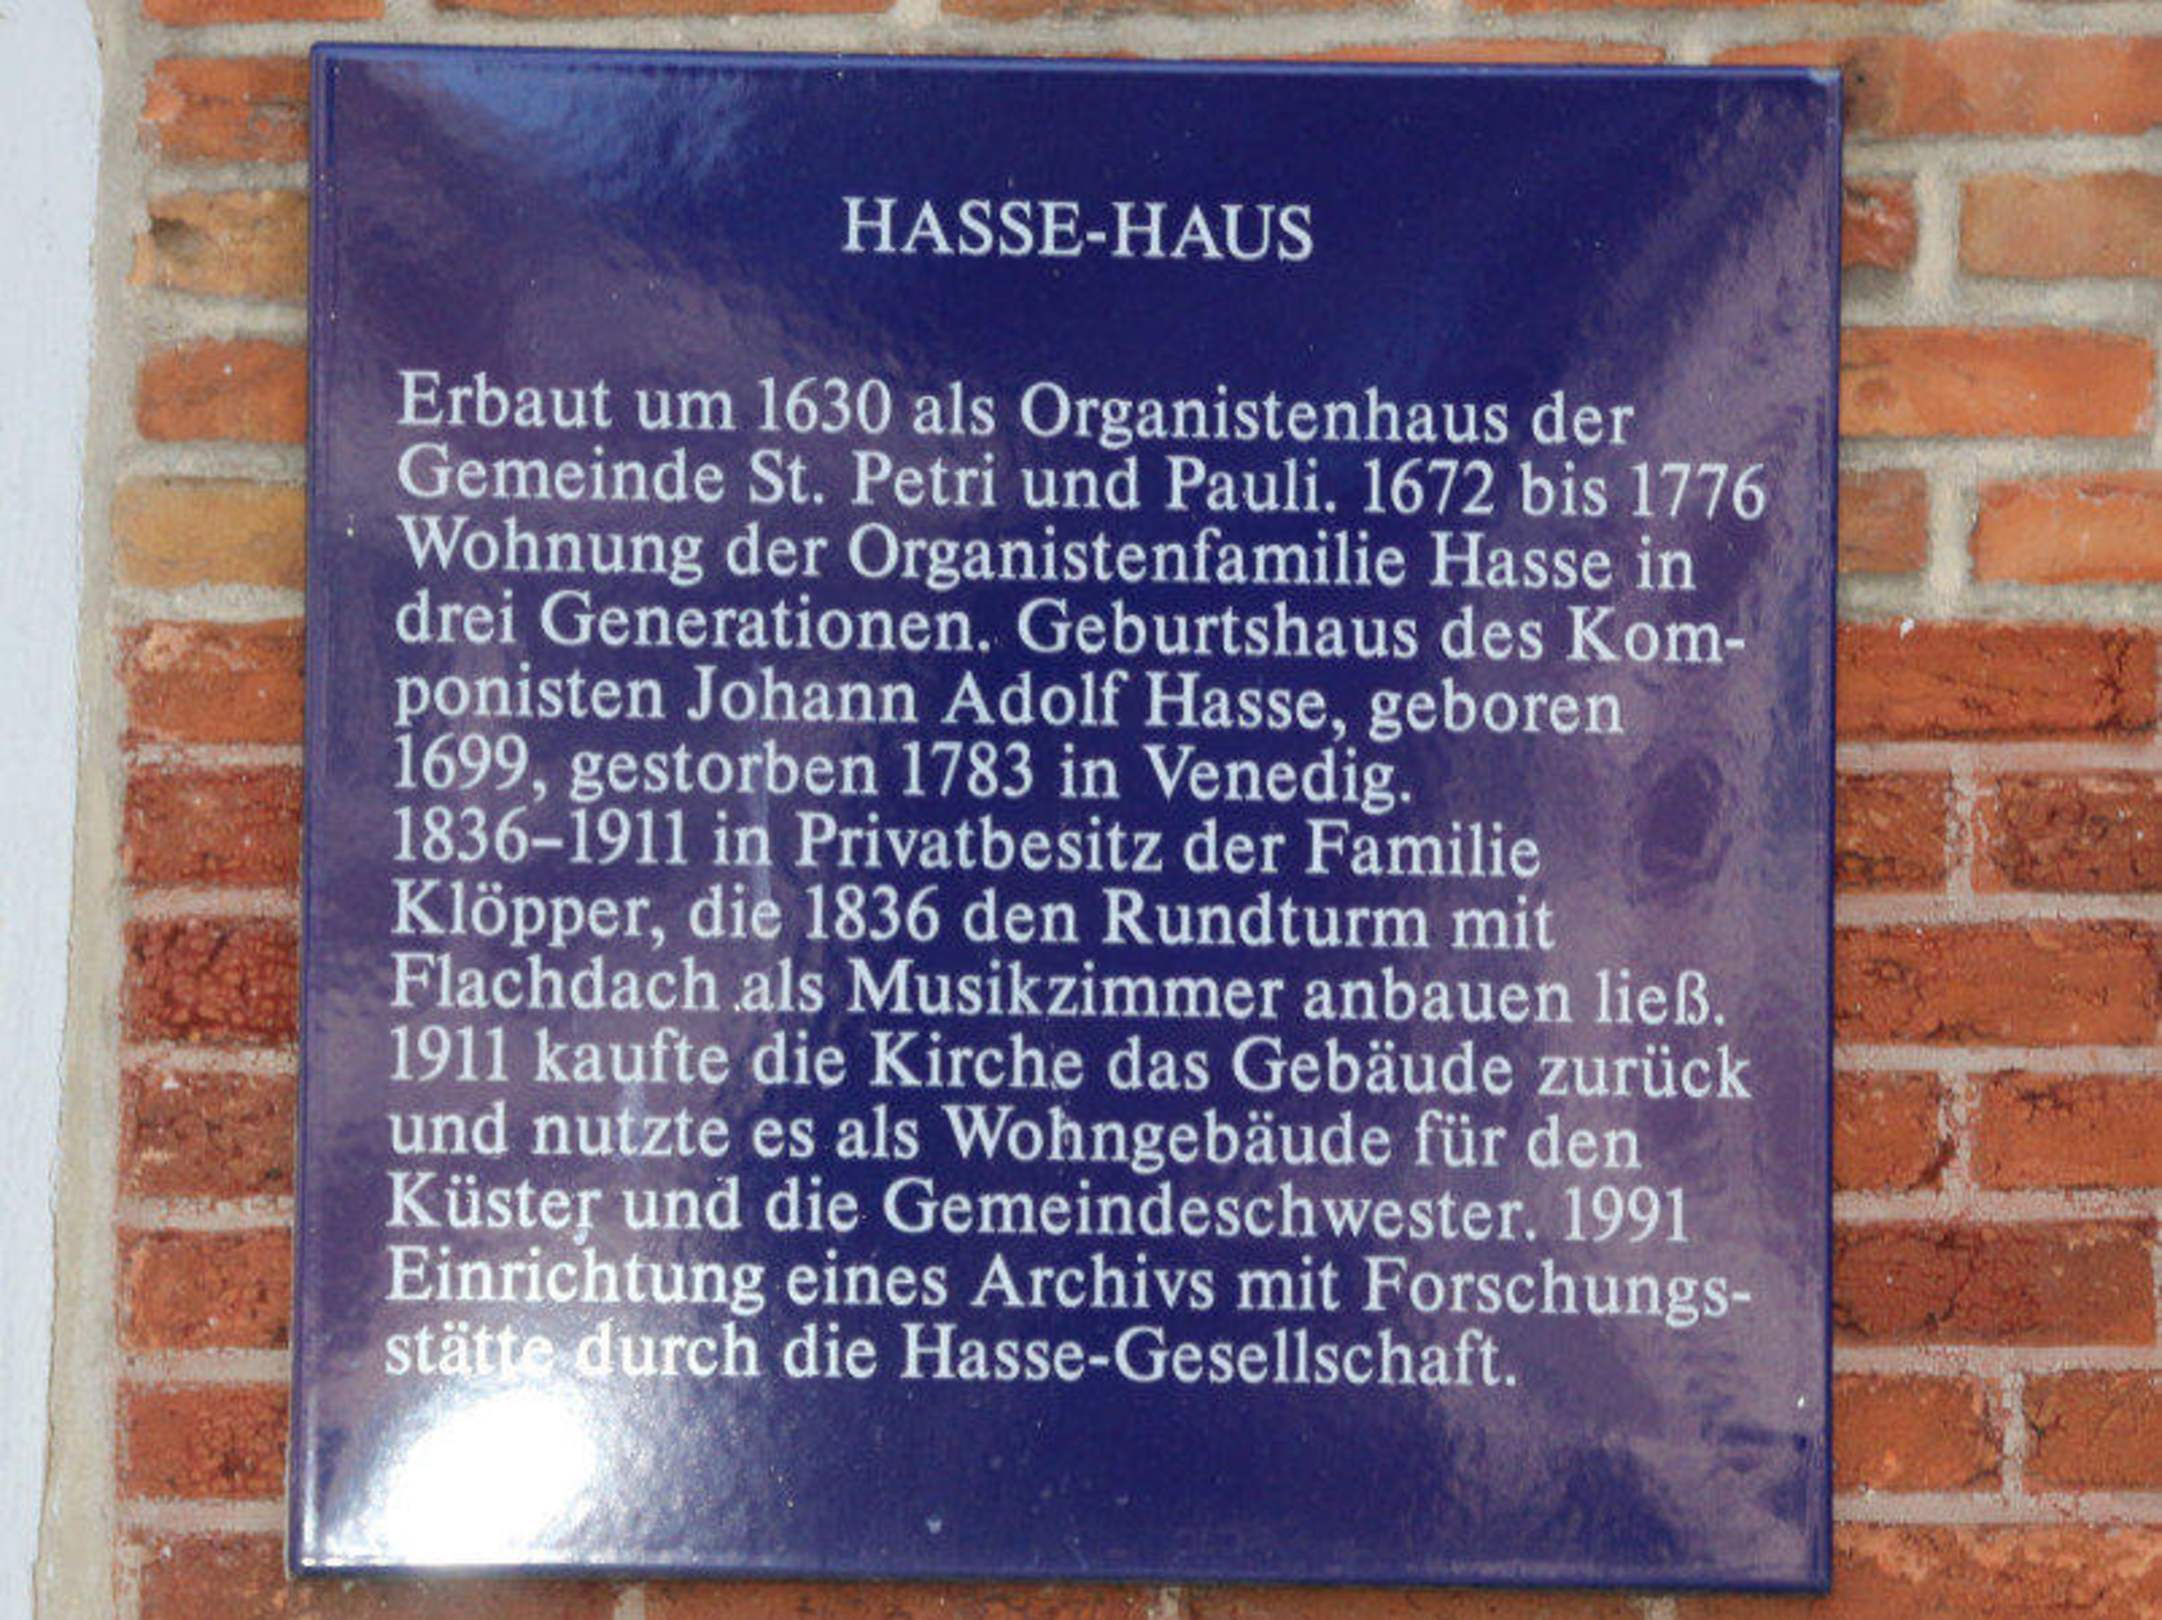 HASSE-HAUS
Erbaut um 1630 als Organistenhaus der
Gemeinde St. Petri und Pauli. 1672 bis 1776
Wohnung der Organistenfamilie Hasse in
drei Generationen. Geburtshaus des Kom-
ponisten Johann Adolf Hasse, geboren
1699, gestorben 1783 in Venedig.
1836–1911 in Privatbesitz der Familie
Klöpper, die 1836 den Rundturm mit
Flachdach als Musikzimmer anbauen ließ.
1911 kaufte die Kirche das Gebäude zurück
und nutzte es als Wohngebäude für den
Küster und die Gemeindeschwester. 1991
Einrichtung eines Archivs mit Forschungs-
stätte durch die Hasse-Gesellschaft.